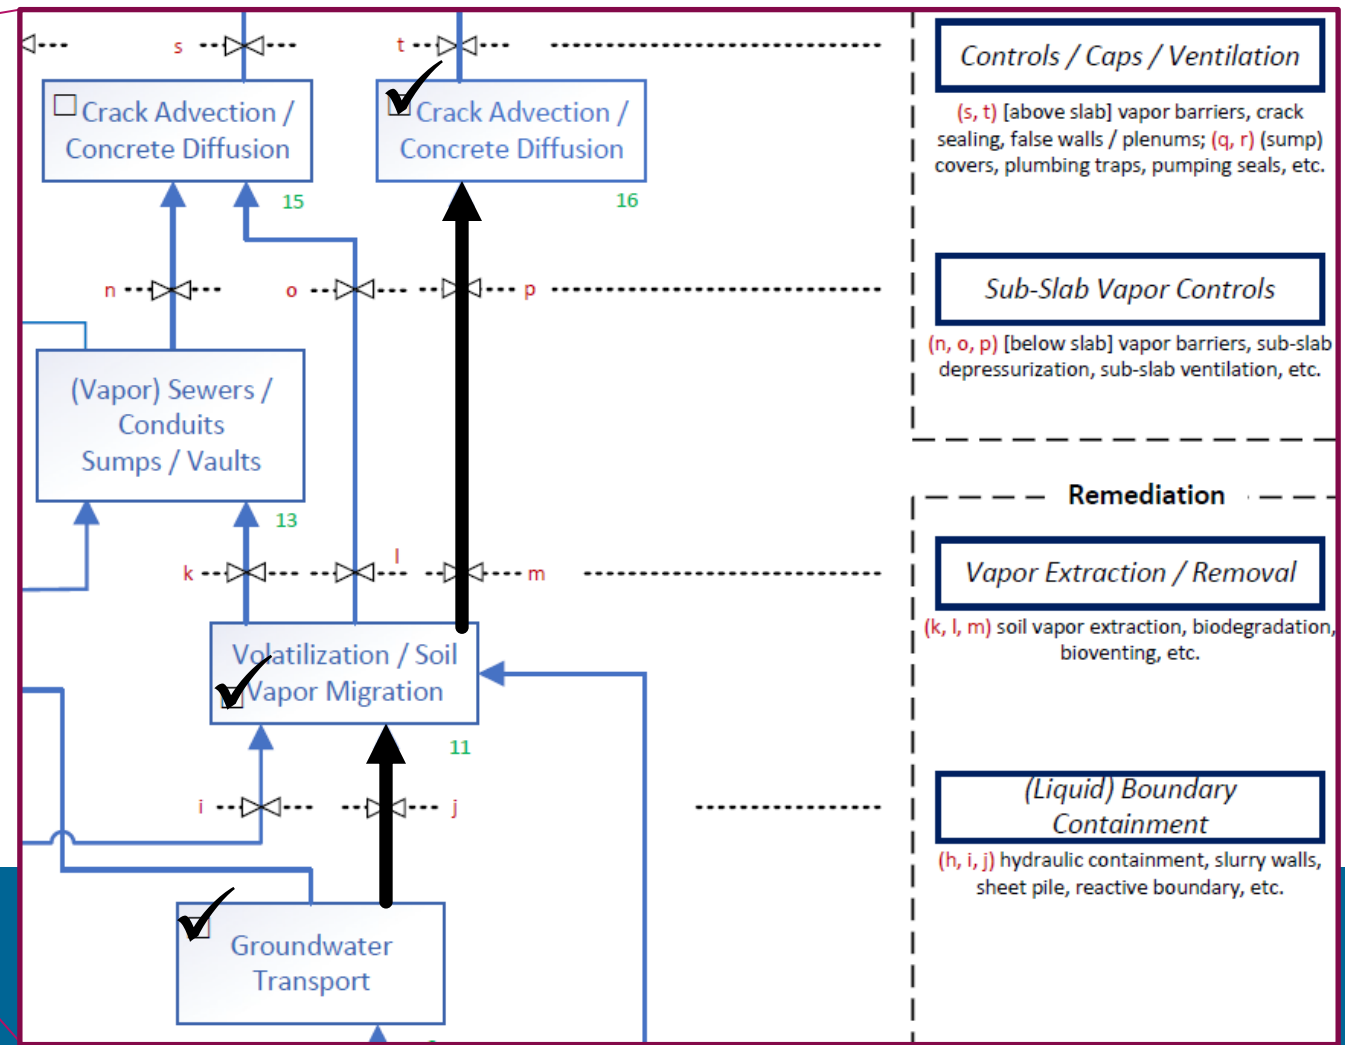 s
t
Crack Advection /
Concrete Diffusion
15
Crack Advection /
Concrete Diffusion
16
n
o
p
(Vapor) Sewers /
Conduits
Sumps / Vaults
13
k
l
m
Volatilization / Soil
Vapor Migration
11
i
j
Groundwater
Transport
Controls / Caps / Ventilation
(s, t) [above slab] vapor barriers, crack
sealing, false walls / plenums; (q, r) (sump)
covers, plumbing traps, pumping seals, etc.
Sub-Slab Vapor Controls
(n, o, p) [below slab] vapor barriers, sub-slab
depressurization, sub-slab ventilation, etc.
Remediation
Vapor Extraction / Removal
(k, l, m) soil vapor extraction, biodegradation,
bioventing, etc.
(Liquid) Boundary
Containment
(h, i, j) hydraulic containment, slurry walls,
sheet pile, reactive boundary, etc.